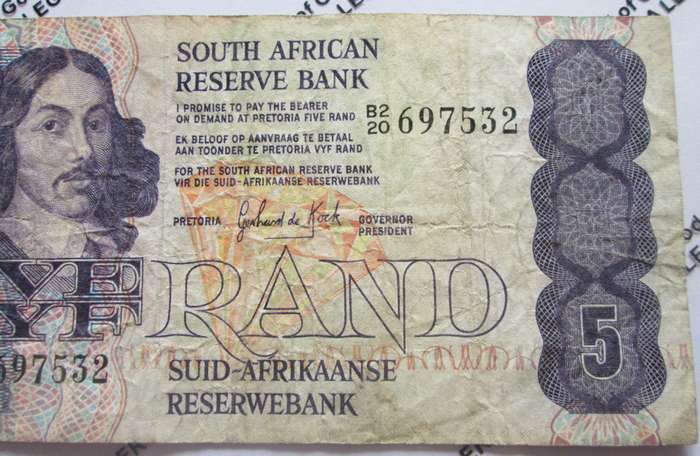 SOUTH AFRICAN
RESERVE BANK
I PROMISE TO PAY THE BEARER
ON DEMAND AT PRETORIA FIVE RAND
B2/20 697532
EK BELOOF OP AANVRAAG TE BETAAL
AAN TOONDER TE PRETORIA VYF RAND
FOR THE SOUTH AFRICAN RESERVE BANK
VIR DIE SUID-AFRIKAANSE RESERWEBANK
PRETORIA Gerhard de Kock GOVERNOR
PRESIDENT
YF RAND
5
697532
SUID-AFRIKAANSE
RESERWEBANK